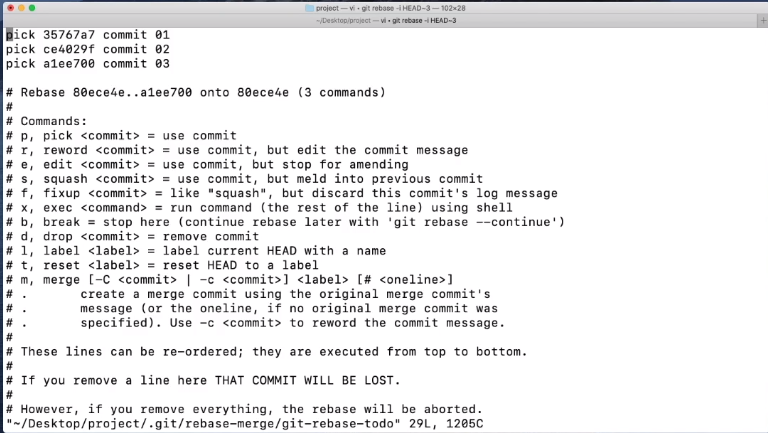 project — vi • git rebase -i HEAD~3 — 102×28
~/Desktop/project — vi • git rebase -i HEAD~3
pick 35767a7 commit 01
pick ce4029f commit 02
pick a1ee700 commit 03
# Rebase 80ece4e..a1ee700 onto 80ece4e (3 commands)
#
# Commands:
# p, pick <commit> = use commit
# r, reword <commit> = use commit, but edit the commit message
# e, edit <commit> = use commit, but stop for amending
# s, squash <commit> = use commit, but meld into previous commit
# f, fixup <commit> = like "squash", but discard this commit's log message
# x, exec <command> = run command (the rest of the line) using shell
# b, break = stop here (continue rebase later with 'git rebase --continue')
# d, drop <commit> = remove commit
# l, label <label> = label current HEAD with a name
# t, reset <label> = reset HEAD to a label
# m, merge [-C <commit> | -c <commit>] <label> [# <oneline>]
# .       create a merge commit using the original merge commit's
# .       message (or the oneline, if no original merge commit was
# .       specified). Use -c <commit> to reword the commit message.
#
# These lines can be re-ordered; they are executed from top to bottom.
#
# If you remove a line here THAT COMMIT WILL BE LOST.
#
# However, if you remove everything, the rebase will be aborted.
"~/Desktop/project/.git/rebase-merge/git-rebase-todo" 29L, 1205C